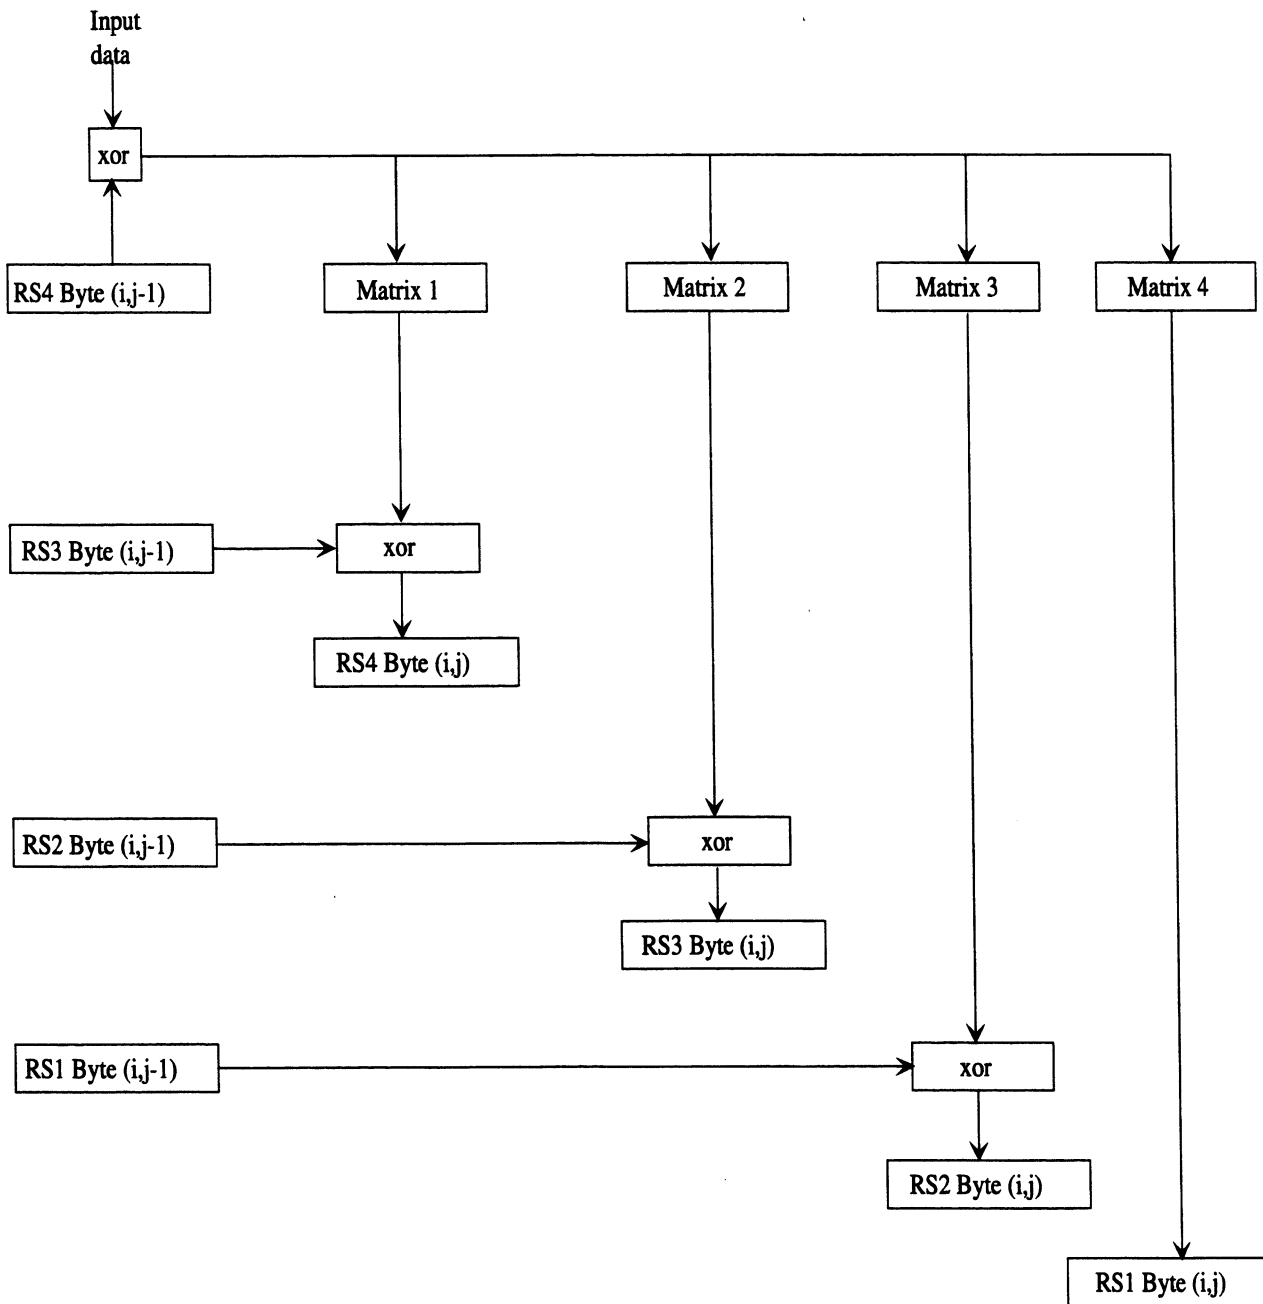 Input
data
xor
RS4 Byte (i,j-1)
Matrix 1
Matrix 2
Matrix 3
Matrix 4
RS3 Byte (i,j-1)
xor
RS4 Byte (i,j)
RS2 Byte (i,j-1)
xor
RS3 Byte (i,j)
RS1 Byte (i,j-1)
xor
RS2 Byte (i,j)
RS1 Byte (i,j)